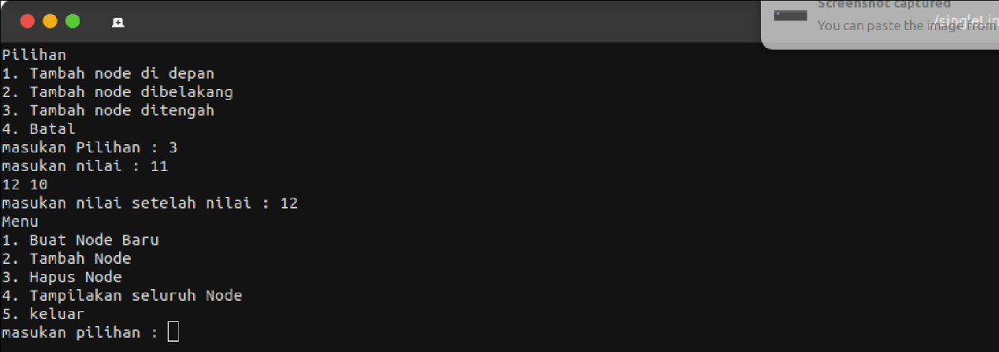 Screenshot captured
You can paste the image from
/singleLin
Pilihan
1. Tambah node di depan
2. Tambah node dibelakang
3. Tambah node ditengah
4. Batal
masukan Pilihan : 3
masukan nilai : 11
12 10
masukan nilai setelah nilai : 12
Menu
1. Buat Node Baru
2. Tambah Node
3. Hapus Node
4. Tampilakan seluruh Node
5. keluar
masukan pilihan :